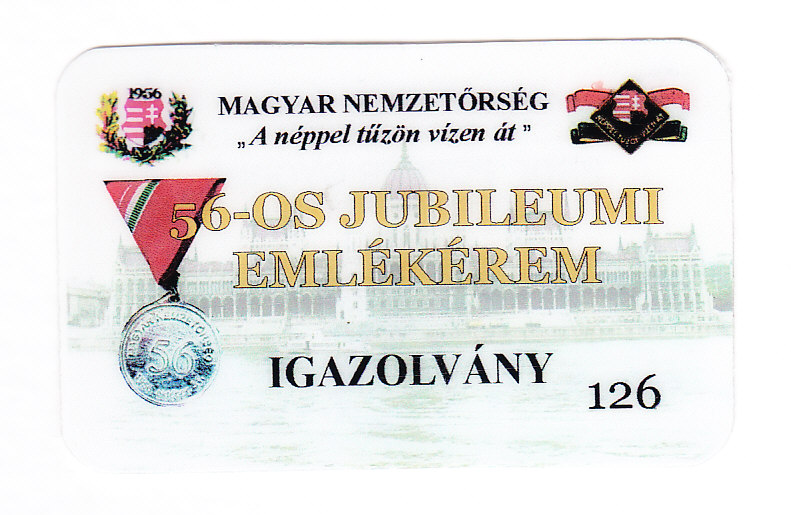 1956
MAGYAR NEMZETŐRSÉG
„A néppel tűzön vízen át”
56-OS JUBILEUMI
EMLÉKÉREM
56
IGAZOLVÁNY
126